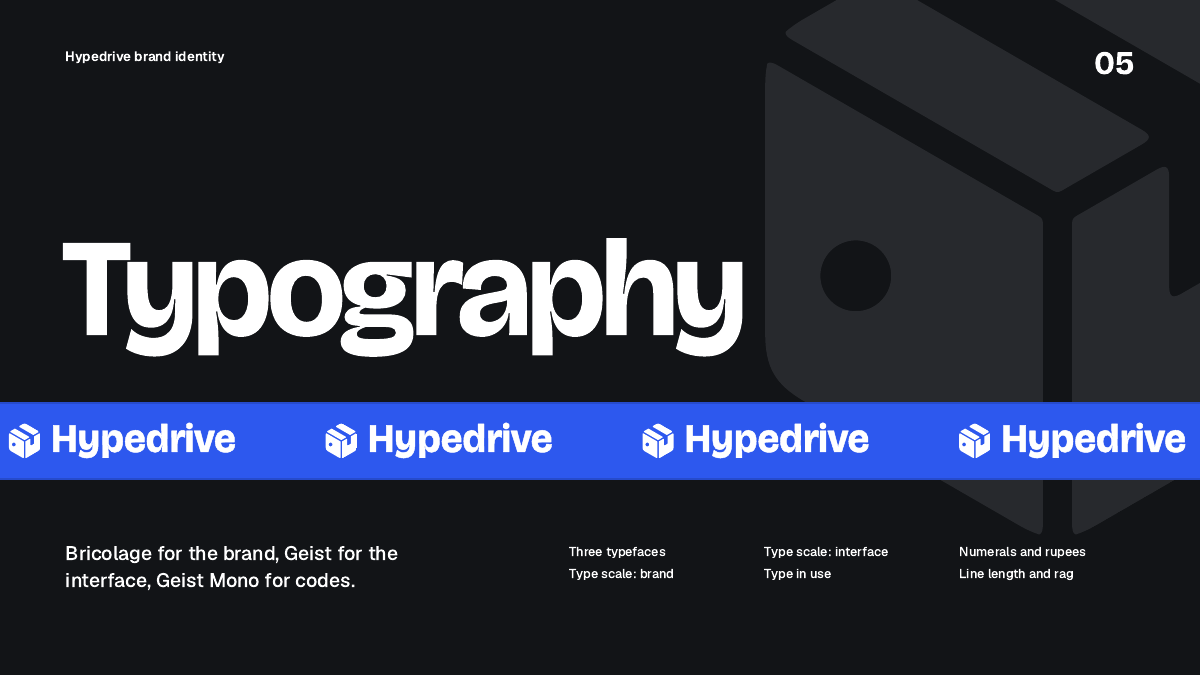 Hypedrive brand identity
05
Typography
Hypedrive Hypedrive Hypedrive Hypedrive
Bricolage for the brand, Geist for the
interface, Geist Mono for codes.
Three typefaces
Type scale: brand
Type scale: interface
Type in use
Numerals and rupees
Line length and rag